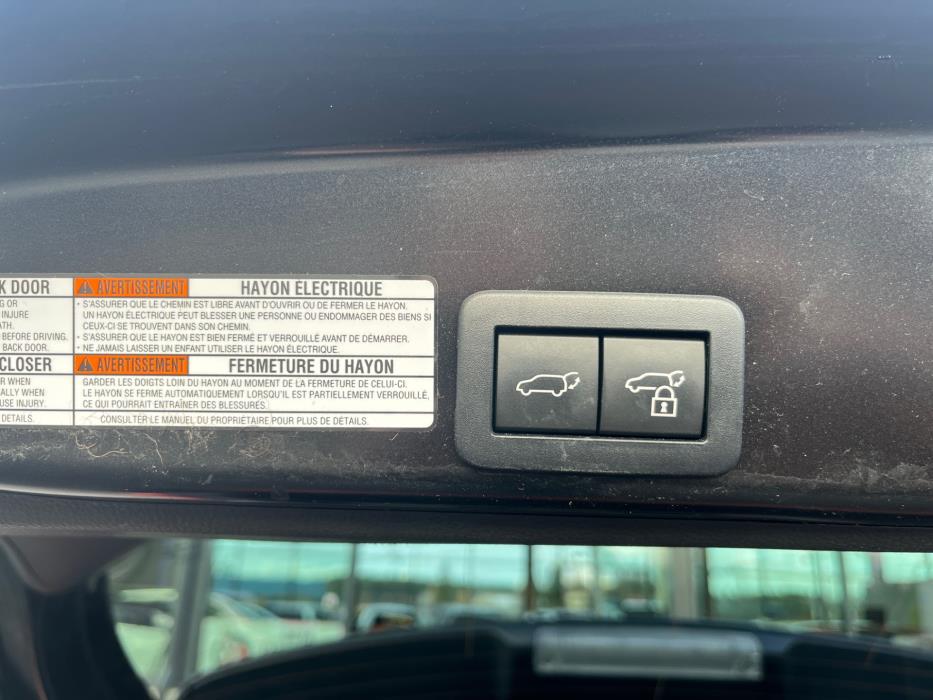 K DOOR
G OR
INJURE
ATH.
BEFORE DRIVING.
BACK DOOR.
CLOSER
R WHEN
ALLY WHEN
USE INJURY.
DETAILS.
AVERTISSEMENT HAYON ÉLECTRIQUE
• S'ASSURER QUE LE CHEMIN EST LIBRE AVANT D'OUVRIR OU DE FERMER LE HAYON.
UN HAYON ÉLECTRIQUE PEUT BLESSER UNE PERSONNE OU ENDOMMAGER DES BIENS SI
CEUX-CI SE TROUVENT DANS SON CHEMIN.
• S'ASSURER QUE LE HAYON EST BIEN FERMÉ ET VERROUILLÉ AVANT DE DÉMARRER.
• NE JAMAIS LAISSER UN ENFANT UTILISER LE HAYON ÉLECTRIQUE.
AVERTISSEMENT FERMETURE DU HAYON
GARDER LES DOIGTS LOIN DU HAYON AU MOMENT DE LA FERMETURE DE CELUI-CI.
LE HAYON SE FERME AUTOMATIQUEMENT LORSQU'IL EST PARTIELLEMENT VERROUILLÉ,
CE QUI POURRAIT ENTRAÎNER DES BLESSURES.
CONSULTER LE MANUEL DU PROPRIÉTAIRE POUR PLUS DE DÉTAILS.